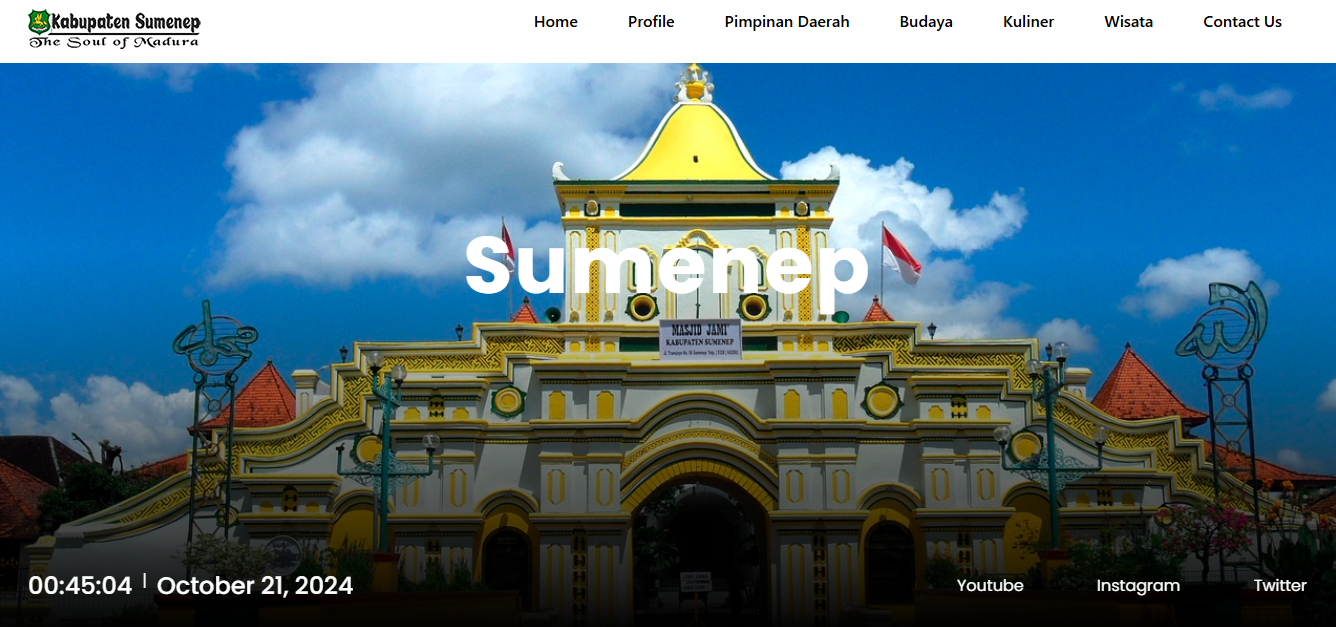 Kabupaten Sumenep
The Soul of Madura
Home Profile Pimpinan Daerah Budaya Kuliner Wisata Contact Us
Sumenep
MASJID JAMI'
KABUPATEN SUMENEP
00:45:04 | October 21, 2024
Youtube Instagram Twitter